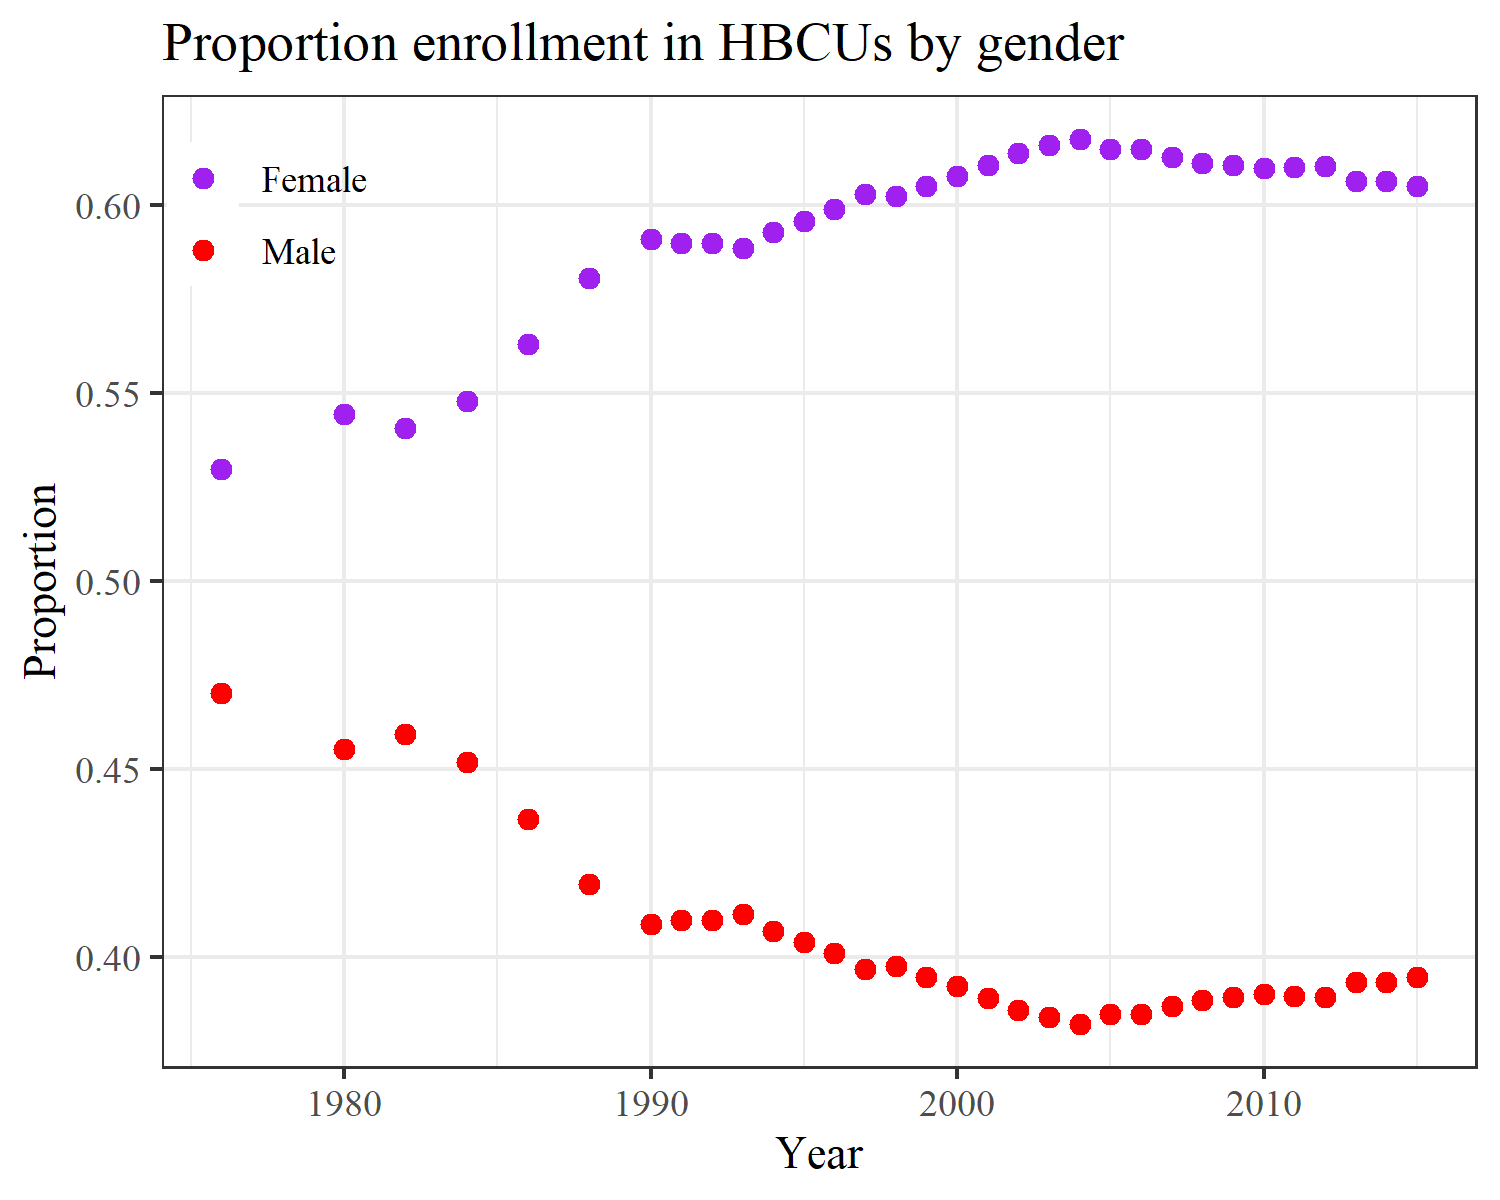 Proportion enrollment in HBCUs by gender
Female
Male
Proportion
0.60
0.55
0.50
0.45
0.40
1980 1990 2000 2010
Year